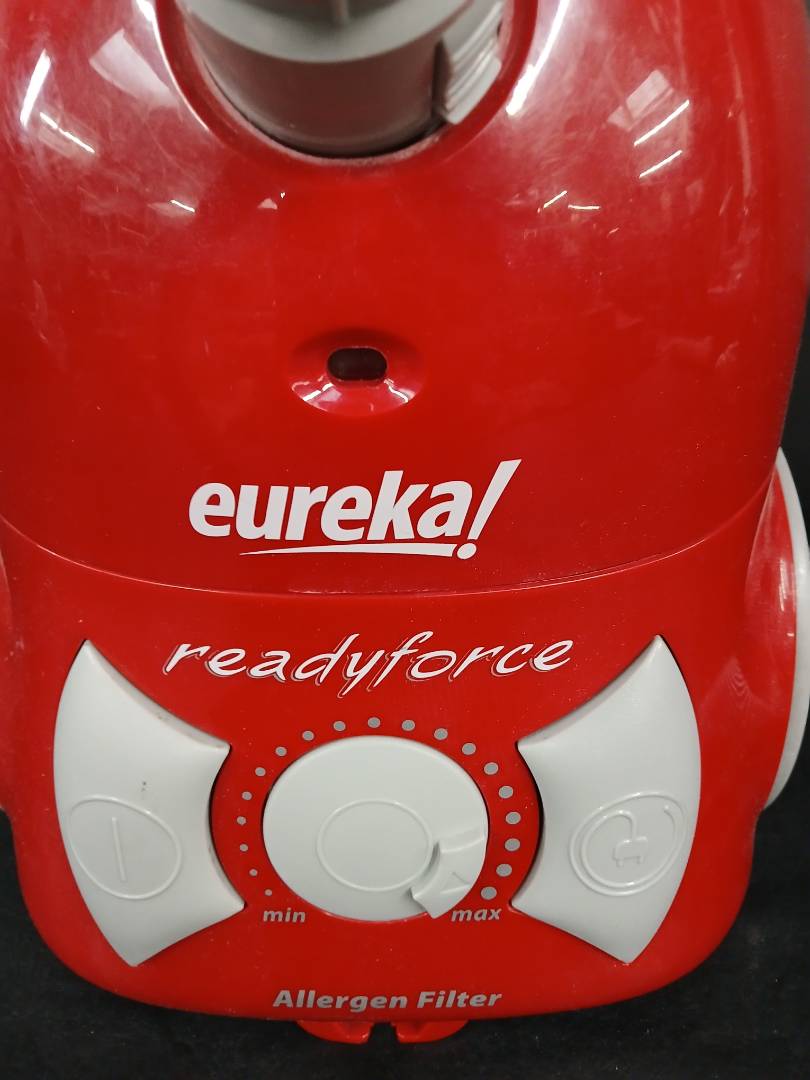 eureka!
readyforce
min max
Allergen Filter